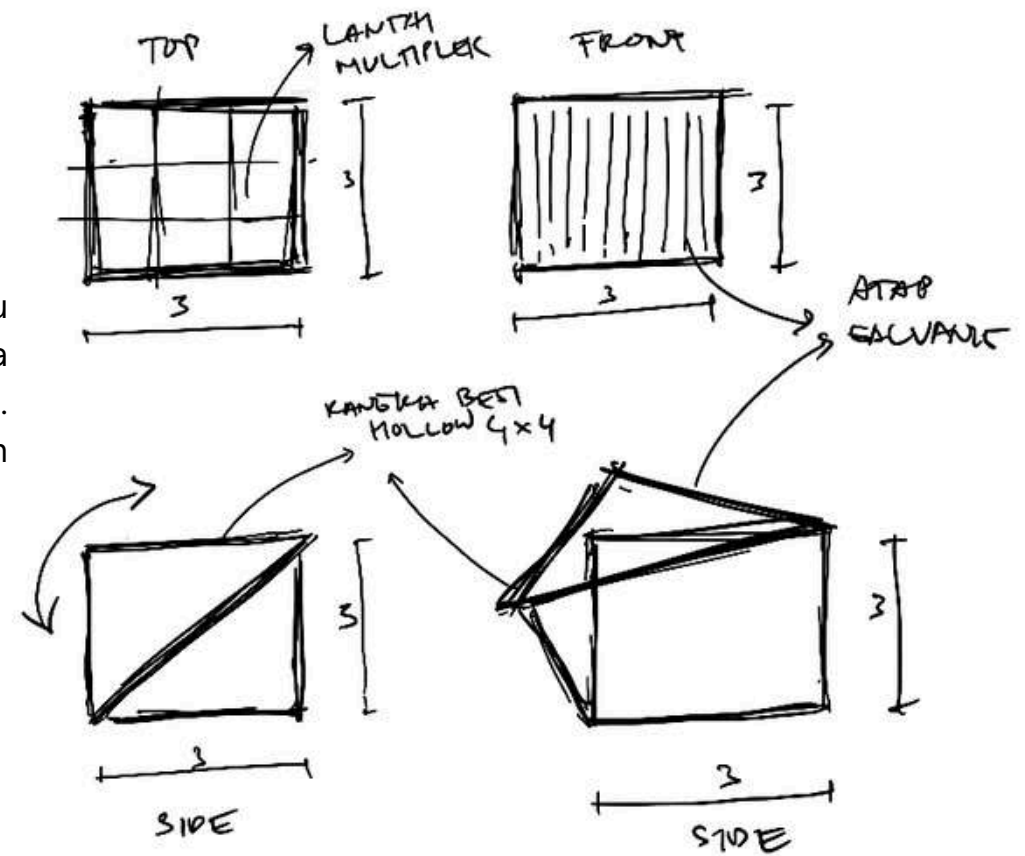 TOP
LANTAI
MULTIPLEK
FRONT
3
3
3
3
u
a
.
n
ATAP
GALVANIS
RANGKA BESI
HOLLOW 4x4
3
3
3
3
SIDE
SIDE